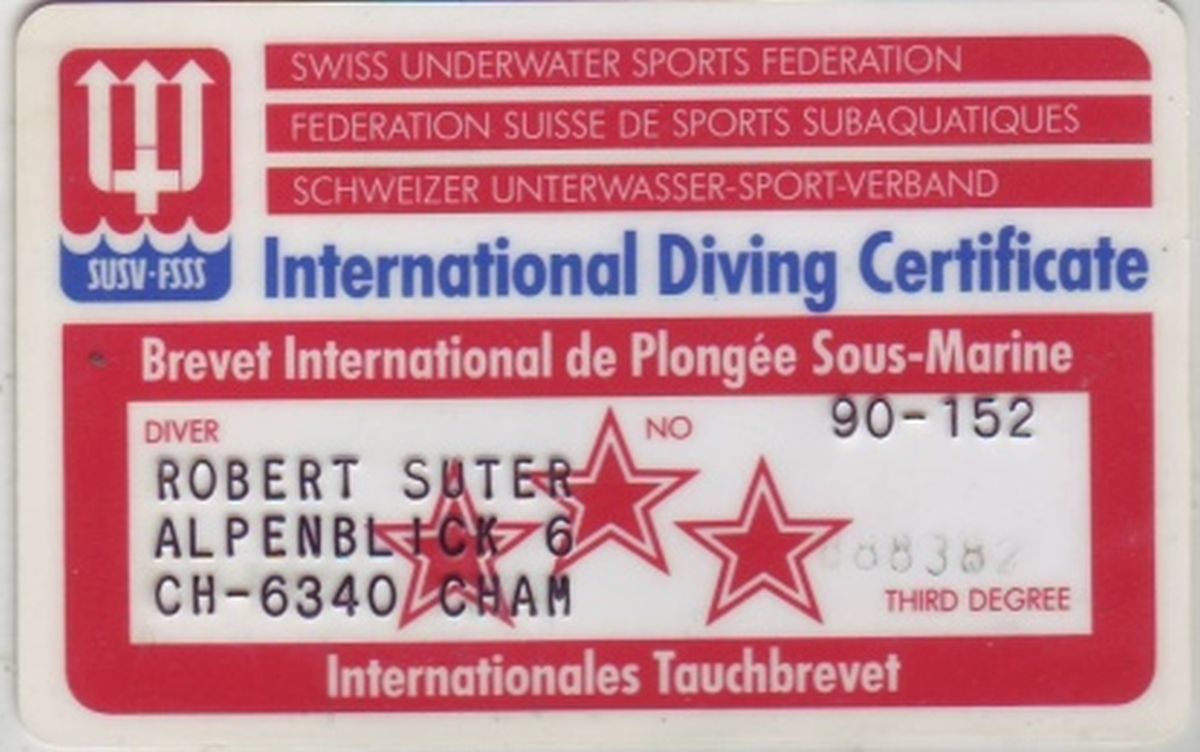 SWISS UNDERWATER SPORTS FEDERATION
FEDERATION SUISSE DE SPORTS SUBAQUATIQUES
SCHWEIZER UNTERWASSER-SPORT-VERBAND
SUSV·FSSS
International Diving Certificate
Brevet International de Plongée Sous-Marine
DIVER NO 90-152
ROBERT SUTER
ALPENBLICK 6
CH-6340 CHAM
THIRD DEGREE
Internationales Tauchbrevet